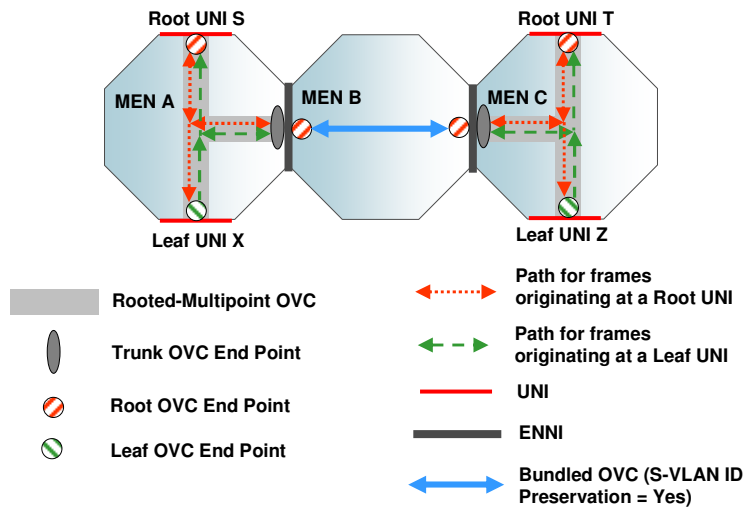 Root UNI S
Root UNI T
MEN A
MEN B
MEN C
Leaf UNI X
Leaf UNI Z
Rooted-Multipoint OVC
Trunk OVC End Point
Root OVC End Point
Leaf OVC End Point
Path for frames
originating at a Root UNI
Path for frames
originating at a Leaf UNI
UNI
ENNI
Bundled OVC (S-VLAN ID
Preservation = Yes)